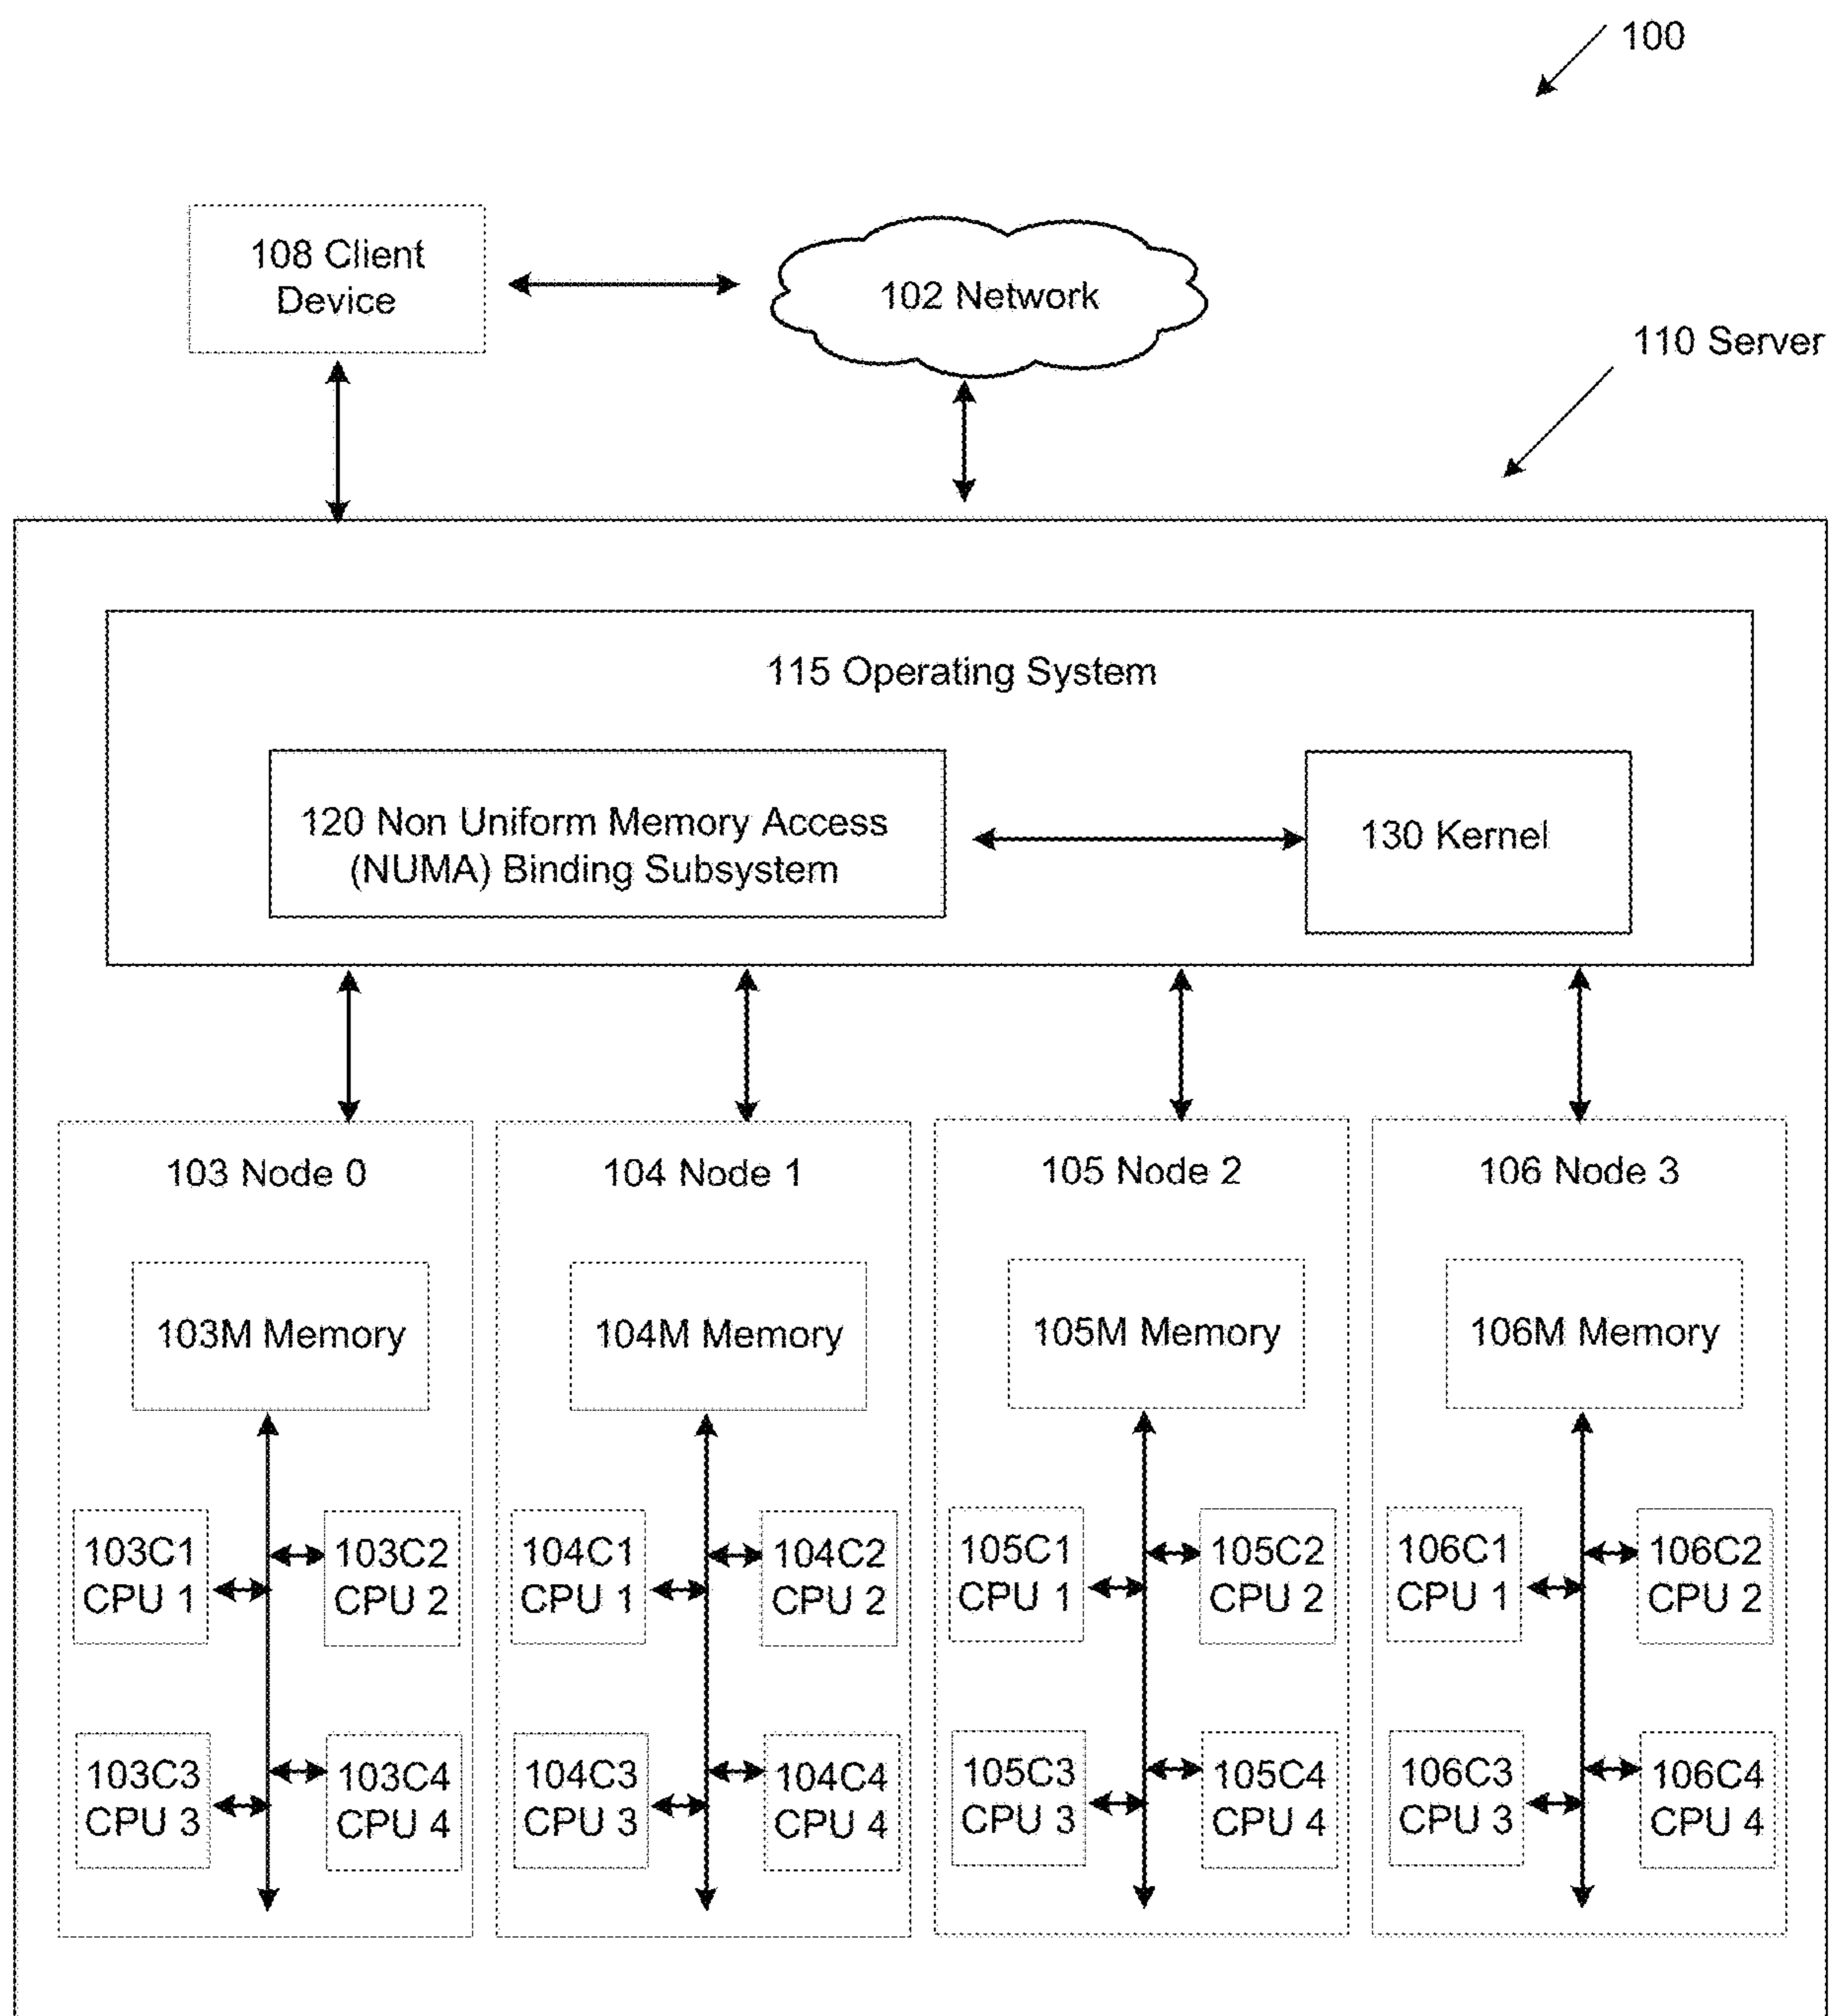 100
108 Client
Device
102 Network
110 Server
115 Operating System
120 Non Uniform Memory Access
(NUMA) Binding Subsystem
130 Kernel
103 Node 0
104 Node 1
105 Node 2
106 Node 3
103M Memory
104M Memory
105M Memory
106M Memory
103C1
CPU 1
103C2
CPU 2
104C1
CPU 1
104C2
CPU 2
105C1
CPU 1
105C2
CPU 2
106C1
CPU 1
106C2
CPU 2
103C3
CPU 3
103C4
CPU 4
104C3
CPU 3
104C4
CPU 4
105C3
CPU 3
105C4
CPU 4
106C3
CPU 3
106C4
CPU 4